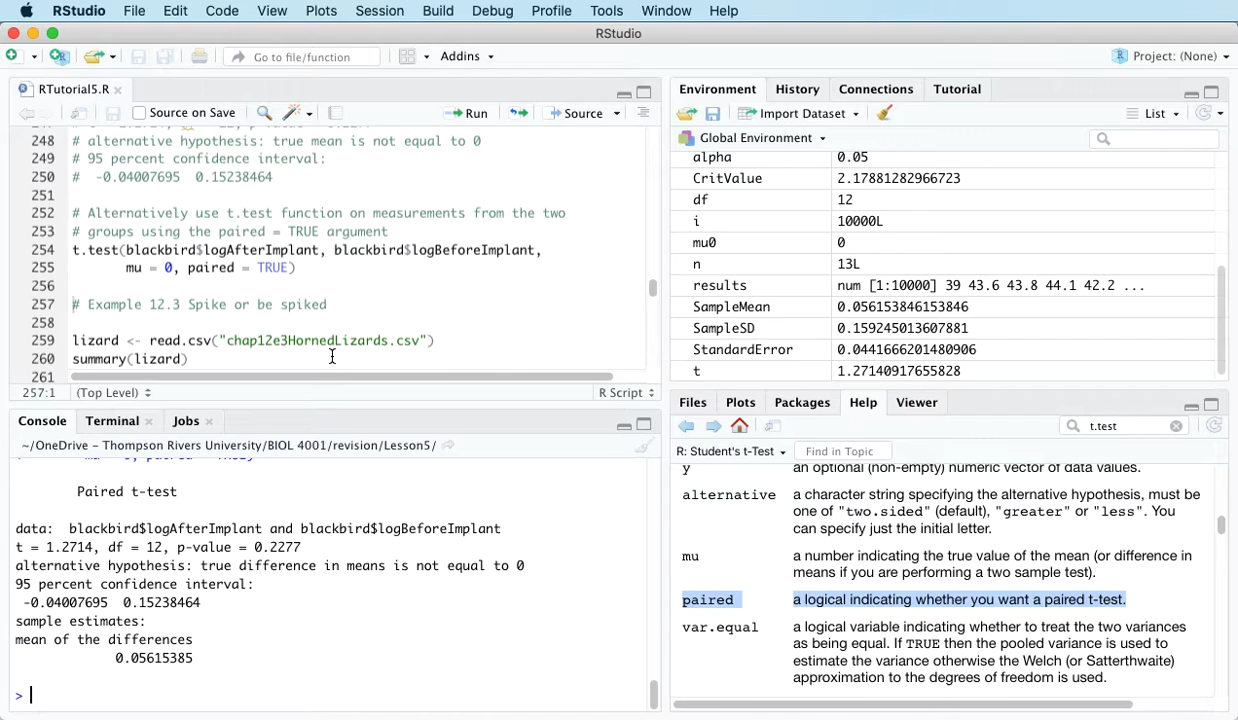 RStudio File Edit Code View Plots Session Build Debug Profile Tools Window Help
RStudio
Go to file/function
Addins
Project: (None)
RTutorial5.R
Source on Save
Run
Source
248 # alternative hypothesis: true mean is not equal to 0
249 # 95 percent confidence interval:
250 #  -0.04007695  0.15238464
251
252 # Alternatively use t.test function on measurements from the two
253 # groups using the paired = TRUE argument
254 t.test(blackbird$logAfterImplant, blackbird$logBeforeImplant,
255        mu = 0, paired = TRUE)
256
257 # Example 12.3 Spike or be spiked
258
259 lizard <- read.csv("chap12e3HornedLizards.csv")
260 summary(lizard)
261
257:1 (Top Level) R Script
Console Terminal Jobs
~/OneDrive – Thompson Rivers University/BIOL 4001/revision/Lesson5/
Paired t-test
data:  blackbird$logAfterImplant and blackbird$logBeforeImplant
t = 1.2714, df = 12, p-value = 0.2277
alternative hypothesis: true difference in means is not equal to 0
95 percent confidence interval:
 -0.04007695  0.15238464
sample estimates:
mean of the differences
0.05615385
>
Environment History Connections Tutorial
Import Dataset
List
Global Environment
alpha 0.05
CritValue 2.17881282966723
df 12
i 10000L
mu0 0
n 13L
results num [1:10000] 39 43.6 43.8 44.1 42.2 ...
SampleMean 0.056153846153846
SampleSD 0.159245013607881
StandardError 0.0441666201480906
t 1.27140917655828
Files Plots Packages Help Viewer
t.test
R: Student's t-Test
Find in Topic
y an optional (non-empty) numeric vector of data values.
alternative a character string specifying the alternative hypothesis, must be
one of "two.sided" (default), "greater" or "less". You
can specify just the initial letter.
mu a number indicating the true value of the mean (or difference in
means if you are performing a two sample test).
paired a logical indicating whether you want a paired t-test.
var.equal a logical variable indicating whether to treat the two variances
as being equal. If TRUE then the pooled variance is used to
estimate the variance otherwise the Welch (or Satterthwaite)
approximation to the degrees of freedom is used.